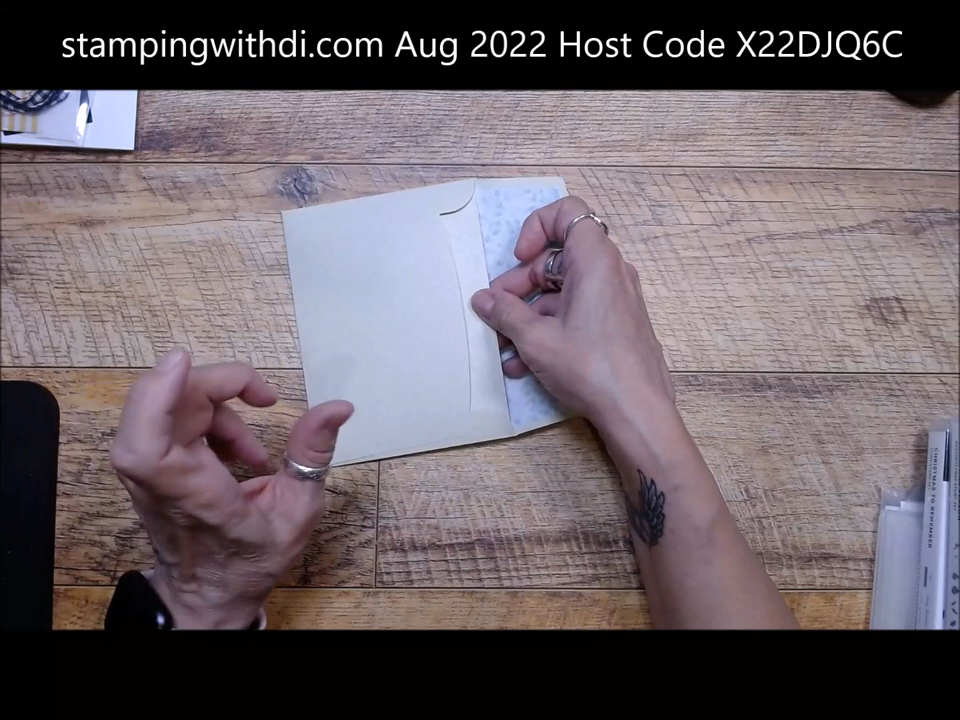 stampingwithdi.com Aug 2022 Host Code X22DJQ6C
CHRISTMAS TO REMEMBER